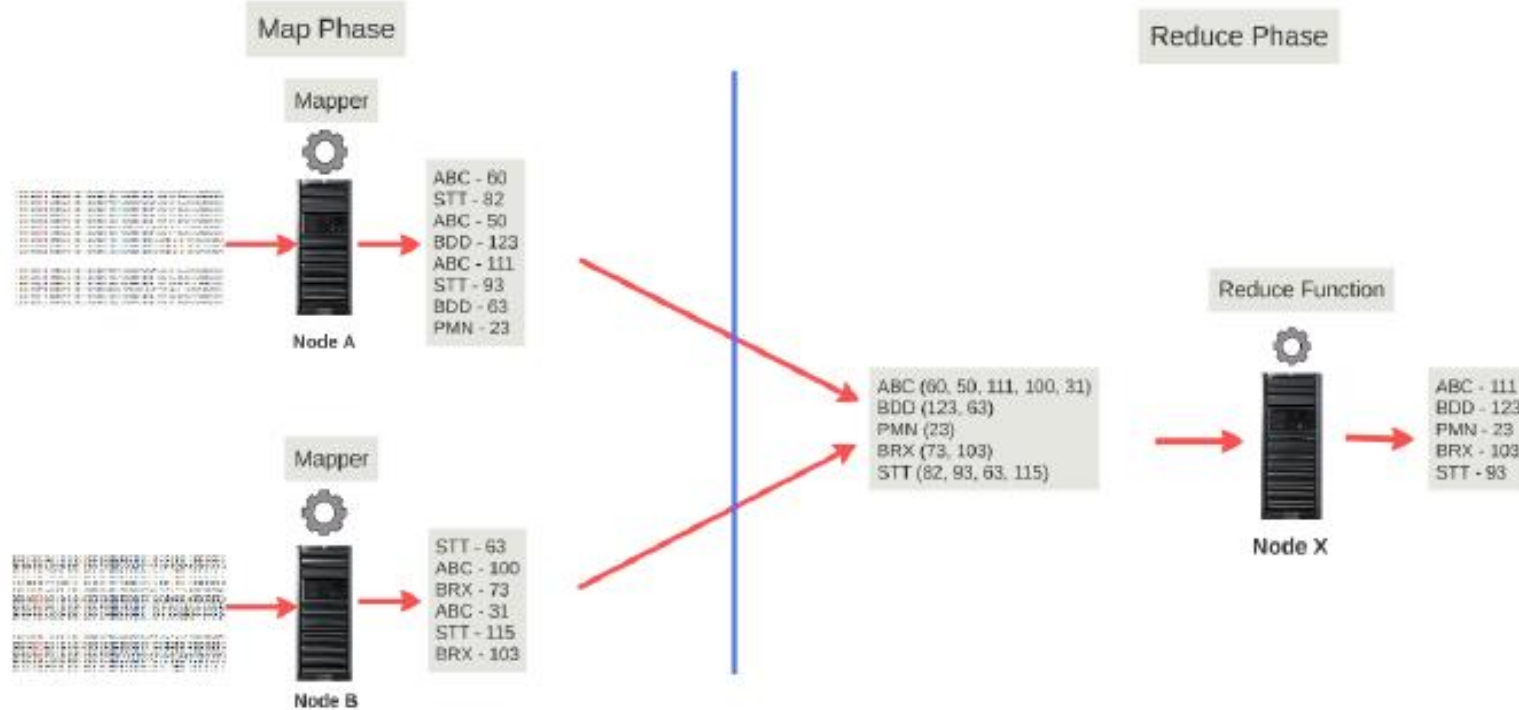 Map Phase
Reduce Phase
Mapper
ABC - 60
STT - 82
ABC - 50
BDD - 123
ABC - 111
STT - 93
BDD - 63
PMN - 23
Node A
Mapper
STT - 63
ABC - 100
BRX - 73
ABC - 31
STT - 115
BRX - 103
Node B
ABC (60, 50, 111, 100, 31)
BDD (123, 63)
PMN (23)
BRX (73, 103)
STT (82, 93, 63, 115)
Reduce Function
Node X
ABC - 111
BDD - 123
PMN - 23
BRX - 103
STT - 93